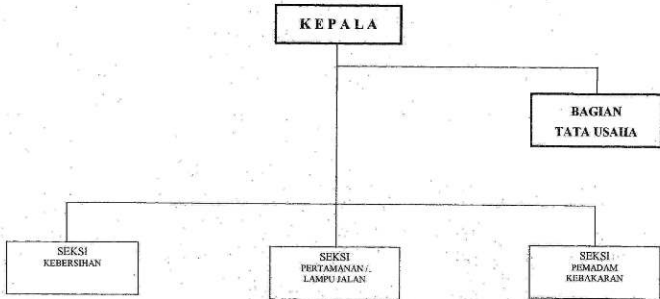 KEPALA
BAGIAN
TATA USAHA
SEKSI
KEBERSIHAN
SEKSI
PERTAMANAN /
LAMPU JALAN
SEKSI
PEMADAM
KEBAKARAN